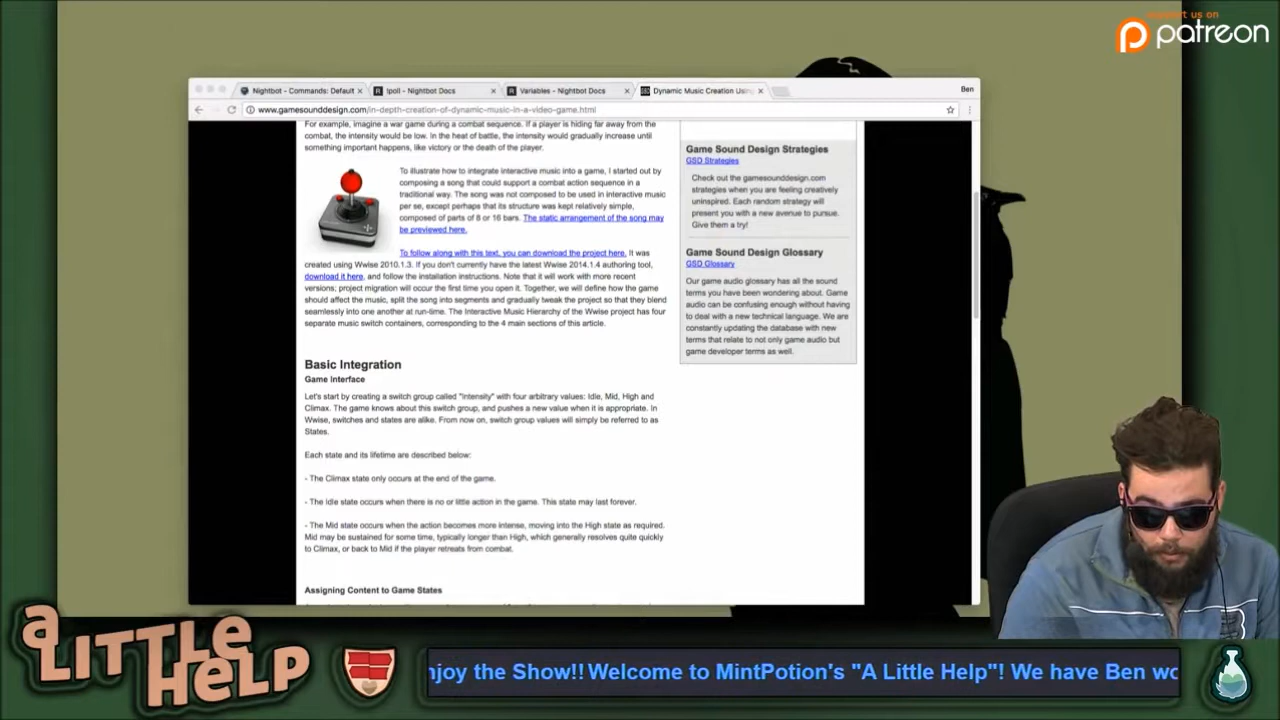 support us on
patreon
Nightbot - Commands: Default
!poll - Nightbot Docs
Variables - Nightbot Docs
Dynamic Music Creation Usin
Ben
www.gamesounddesign.com/in-depth-creation-of-dynamic-music-in-a-video-game.html
For example, imagine a war game during a combat sequence. If a player is hiding far away from the
combat, the intensity would be low. In the heat of battle, the intensity would gradually increase until
something important happens, like victory or the death of the player.
To illustrate how to integrate interactive music into a game, I started out by
composing a song that could support a combat action sequence in a
traditional way. The song was not composed to be used in interactive music
per se, except perhaps that its structure was kept relatively simple,
composed of parts of 8 or 16 bars. The static arrangement of the song may
be previewed here.
To follow along with this text, you can download the project here. It was
created using Wwise 2010.1.3. If you don't currently have the latest Wwise 2014.1.4 authoring tool,
download it here, and follow the installation instructions. Note that it will work with more recent
versions; project migration will occur the first time you open it. Together, we will define how the game
should affect the music, split the song into segments and gradually tweak the project so that they blend
seamlessly into one another at run-time. The Interactive Music Hierarchy of the Wwise project has four
separate music switch containers, corresponding to the 4 main sections of this article.
Basic Integration
Game Interface
Let's start by creating a switch group called "Intensity" with four arbitrary values: Idle, Mid, High and
Climax. The game knows about this switch group, and pushes a new value when it is appropriate. In
Wwise, switches and states are alike. From now on, switch group values will simply be referred to as
States.
Each state and its lifetime are described below:
- The Climax state only occurs at the end of the game.
- The Idle state occurs when there is no or little action in the game. This state may last forever.
- The Mid state occurs when the action becomes more intense, moving into the High state as required.
Mid may be sustained for some time, typically longer than High, which generally resolves quite quickly
to Climax, or back to Mid if the player retreats from combat.
Assigning Content to Game States
Game Sound Design Strategies
GSD Strategies
Check out the gamesounddesign.com
strategies when you are feeling creatively
uninspired. Each random strategy will
present you with a new avenue to pursue.
Give them a try!
Game Sound Design Glossary
GSD Glossary
Our game audio glossary has all the sound
terms you have been wondering about. Game
audio can be confusing enough without having
to deal with a new technical language. We are
constantly updating the database with new
terms that relate to not only game audio but
game developer terms as well.
a Little Help
njoy the Show!! Welcome to MintPotion's "A Little Help"! We have Ben wo